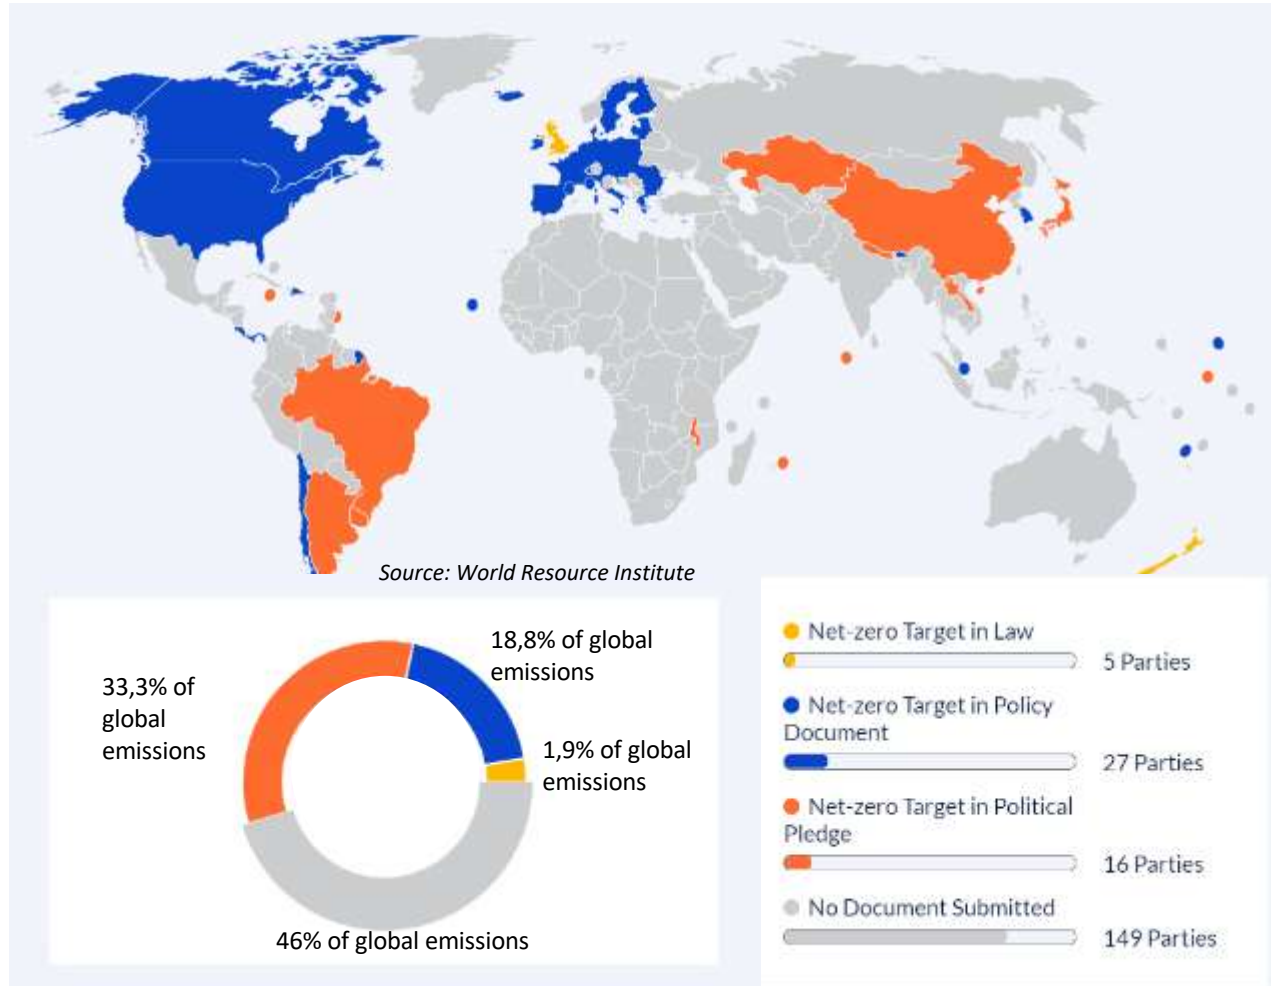 Source: World Resource Institute
18,8% of global
emissions
33,3% of
global
emissions
1,9% of global
emissions
46% of global emissions
Net-zero Target in Law
5 Parties
Net-zero Target in Policy
Document
27 Parties
Net-zero Target in Political
Pledge
16 Parties
No Document Submitted
149 Parties